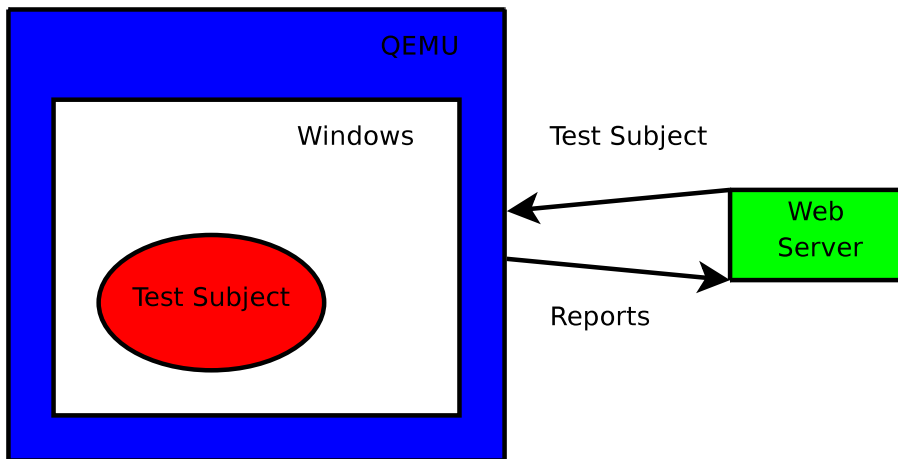 QEMU
Windows
Test Subject
Web
Server
Test Subject
Reports